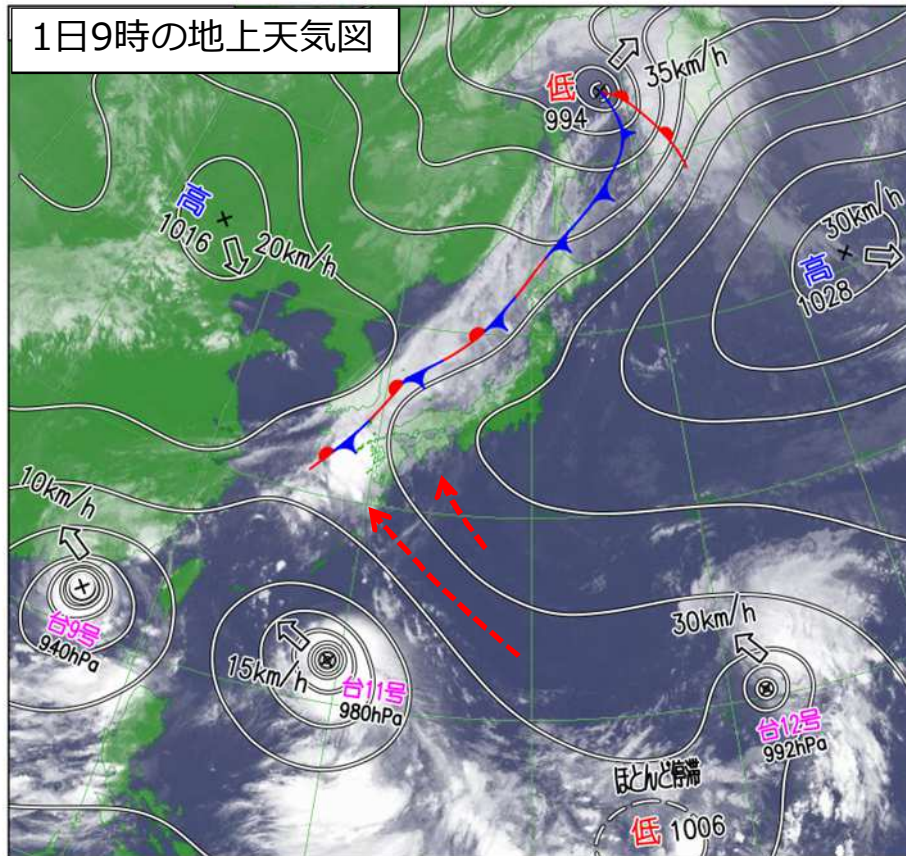 1日9時の地上天気図
35km/h
低
994
高
1016
20km/h
30km/h
高
1028
10km/h
台9号
940hPa
15km/h
台11号
980hPa
30km/h
台12号
992hPa
ほとんど停滞
低 1006